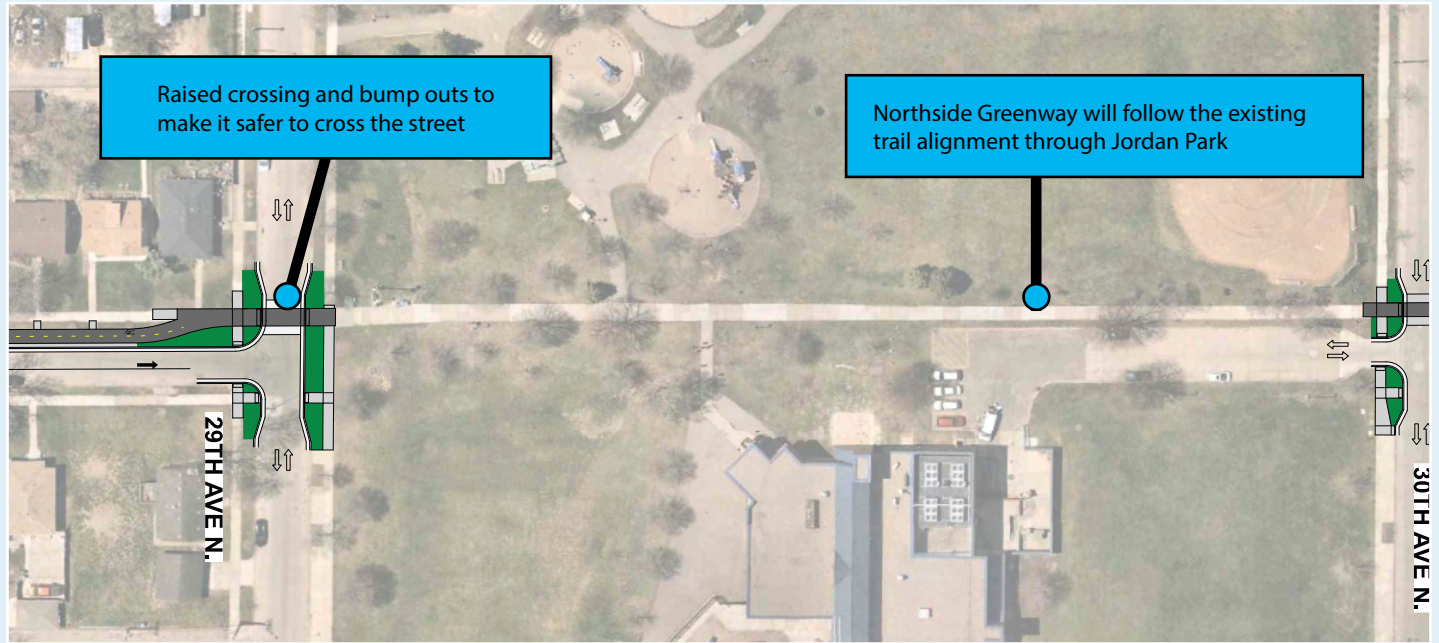 Raised crossing and bump outs to
make it safer to cross the street
Northside Greenway will follow the existing
trail alignment through Jordan Park
29TH AVE N.
30TH AVE N.